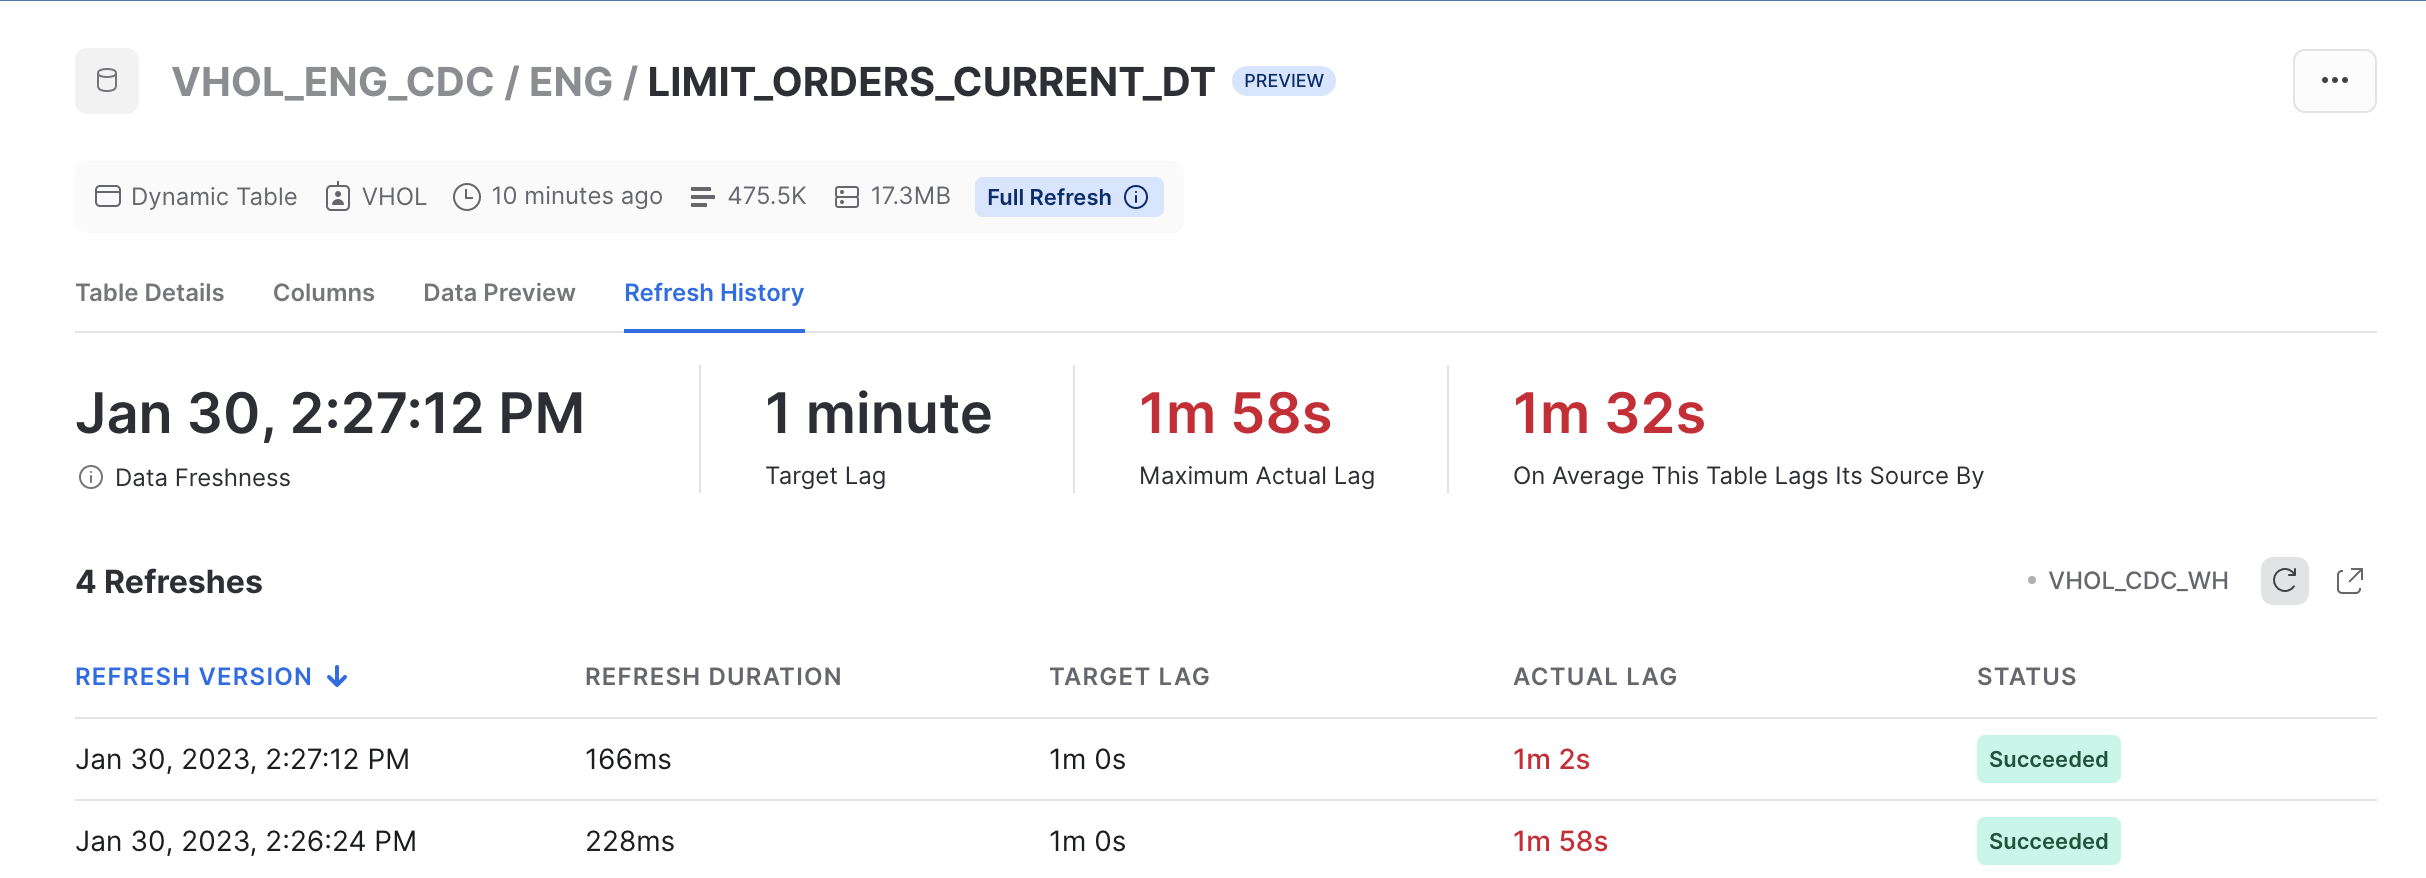 VHOL_ENG_CDC / ENG / LIMIT_ORDERS_CURRENT_DT PREVIEW
Dynamic Table VHOL 10 minutes ago 475.5K 17.3MB Full Refresh
Table Details Columns Data Preview Refresh History
Jan 30, 2:27:12 PM 1 minute 1m 58s 1m 32s
Data Freshness Target Lag Maximum Actual Lag On Average This Table Lags Its Source By
4 Refreshes VHOL_CDC_WH
REFRESH VERSION REFRESH DURATION TARGET LAG ACTUAL LAG STATUS
Jan 30, 2023, 2:27:12 PM 166ms 1m 0s 1m 2s Succeeded
Jan 30, 2023, 2:26:24 PM 228ms 1m 0s 1m 58s Succeeded